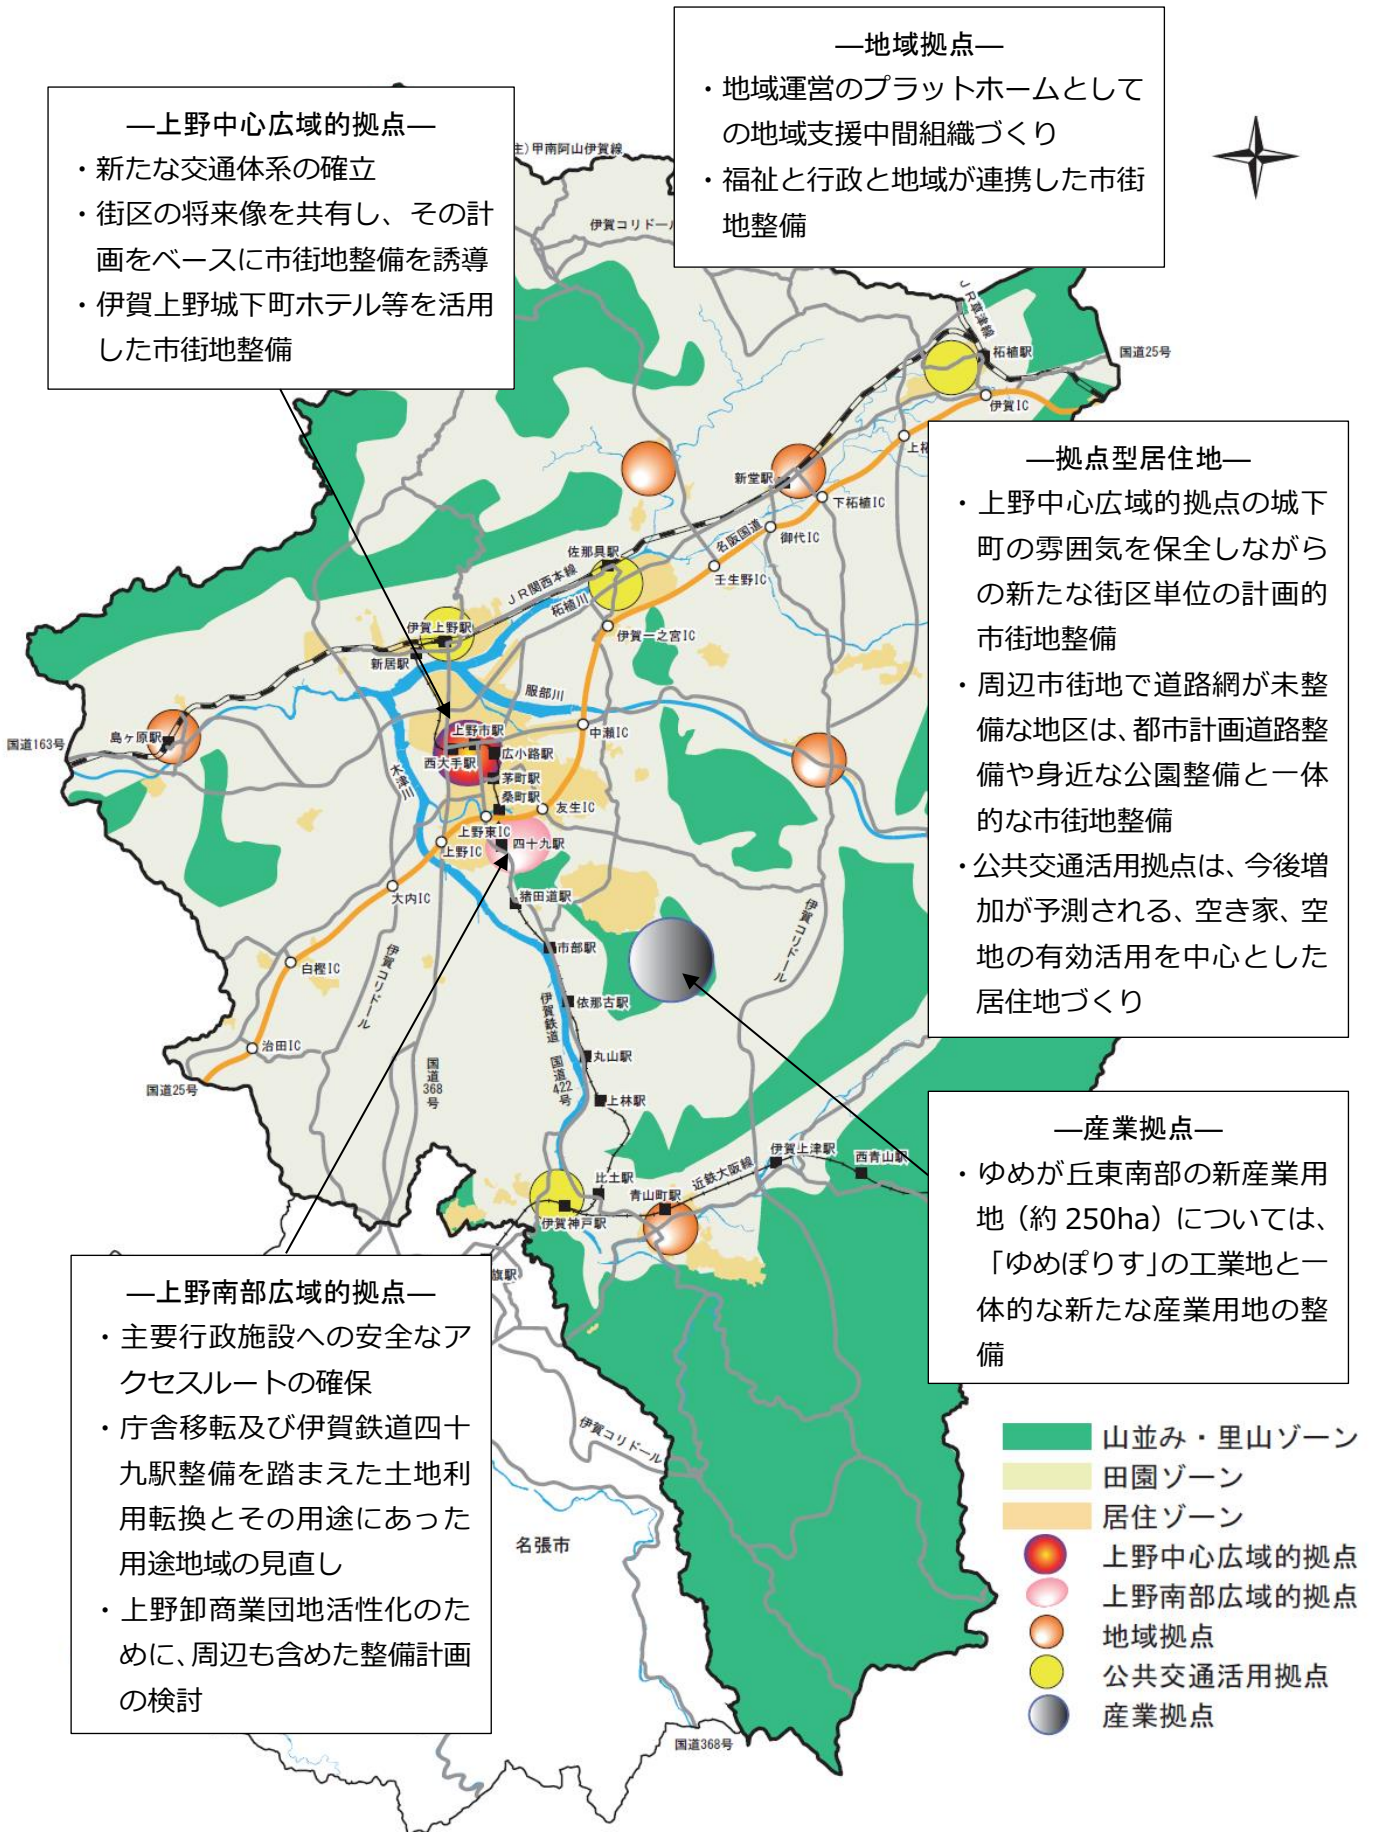 ―地域拠点―
・地域運営のプラットホームとして
の地域支援中間組織づくり
・福祉と行政と地域が連携した市街
地整備
―上野中心広域的拠点―
・新たな交通体系の確立
・街区の将来像を共有し、その計
画をベースに市街地整備を誘導
・伊賀上野城下町ホテル等を活用
した市街地整備
主)甲南阿山伊賀線
伊賀コリドー
JR草津線
柘植駅
国道25号
伊賀IC
上柘
新堂駅
下柘植IC
御代IC
名阪国道
壬生野IC
佐那具駅
JR関西本線
柘植川
伊賀一之宮IC
伊賀上野駅
新居駅
服部川
中瀬IC
国道163号
島ヶ原駅
上野市駅
広小路駅
西大手駅
茅町駅
木津川
桑町駅
友生IC
上野東IC
四十九駅
上野IC
大内IC
猪田道駅
伊賀コリドール
市部駅
白樫IC
伊賀コリドール
依那古駅
伊賀鉄道
治田IC
丸山駅
国道25号
国道368号
国道422号
上林駅
伊賀上津駅
西青山駅
近鉄大阪線
比土駅
青山町駅
伊賀神戸駅
旗駅
―拠点型居住地―
・上野中心広域的拠点の城下
町の雰囲気を保全しながら
の新たな街区単位の計画的
市街地整備
・周辺市街地で道路網が未整
備な地区は、都市計画道路整
備や身近な公園整備と一体
的な市街地整備
・公共交通活用拠点は、今後増
加が予測される、空き家、空
地の有効活用を中心とした
居住地づくり
―産業拠点―
・ゆめが丘東南部の新産業用
地（約 250ha）については、
「ゆめぽりす」の工業地と一
体的な新たな産業用地の整
備
―上野南部広域的拠点―
・主要行政施設への安全なア
クセスルートの確保
・庁舎移転及び伊賀鉄道四十
九駅整備を踏まえた土地利
用転換とその用途にあった
用途地域の見直し
・上野卸商業団地活性化のた
めに、周辺も含めた整備計画
の検討
伊賀コリドール
名張市
国道368号
山並み・里山ゾーン
田園ゾーン
居住ゾーン
上野中心広域的拠点
上野南部広域的拠点
地域拠点
公共交通活用拠点
産業拠点